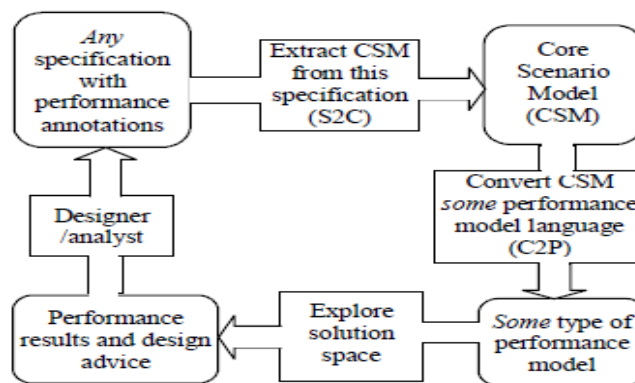 Any
specification
with
performance
annotations
Extract CSM
from this
specification
(S2C)
Core
Scenario
Model
(CSM)
Convert CSM
some performance
model language
(C2P)
Designer
/analyst
Performance
results and design
advice
Explore
solution
space
Some type of
performance
model